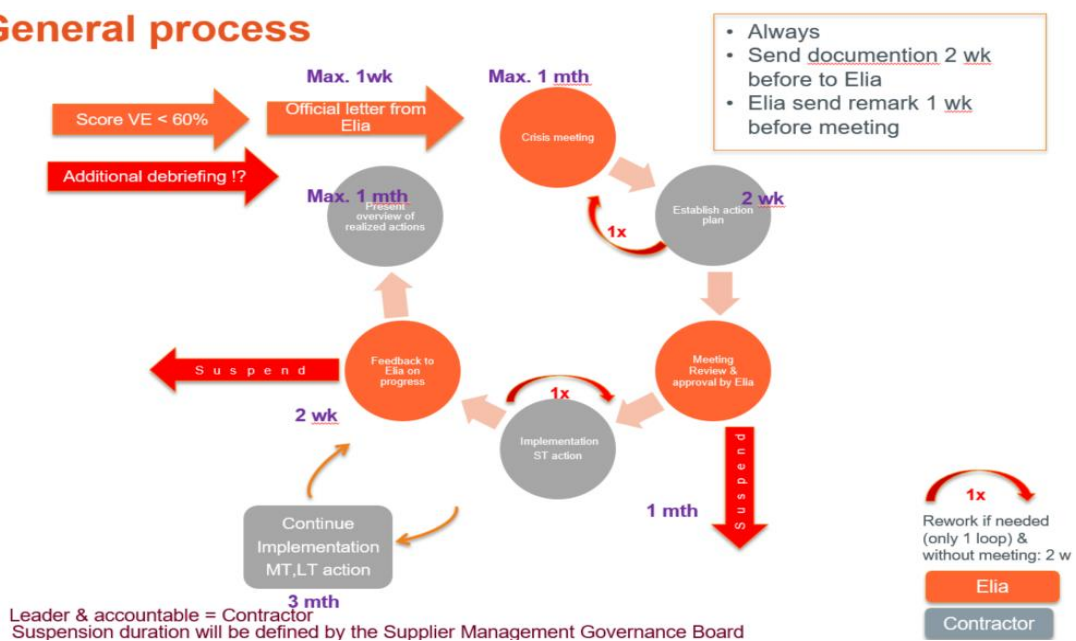 General process
• Always
• Send documention 2 wk
before to Elia
• Elia send remark 1 wk
before meeting
Max. 1wk
Max. 1 mth
Score VE < 60%
Official letter from
Elia
Crisis meeting
Additional debriefing !?
Max. 1 mth
Present
overview of
realized actions
2 wk
Establish action
plan
1x
Suspend
Feedback to
Elia on
progress
Meeting
Review &
approval by Elia
1x
2 wk
Implementation
ST action
1 mth
Suspend
Continue
Implementation
MT,LT action
3 mth
1x
Rework if needed
(only 1 loop) &
without meeting: 2 w
Elia
Contractor
Leader & accountable = Contractor
Suspension duration will be defined by the Supplier Management Governance Board